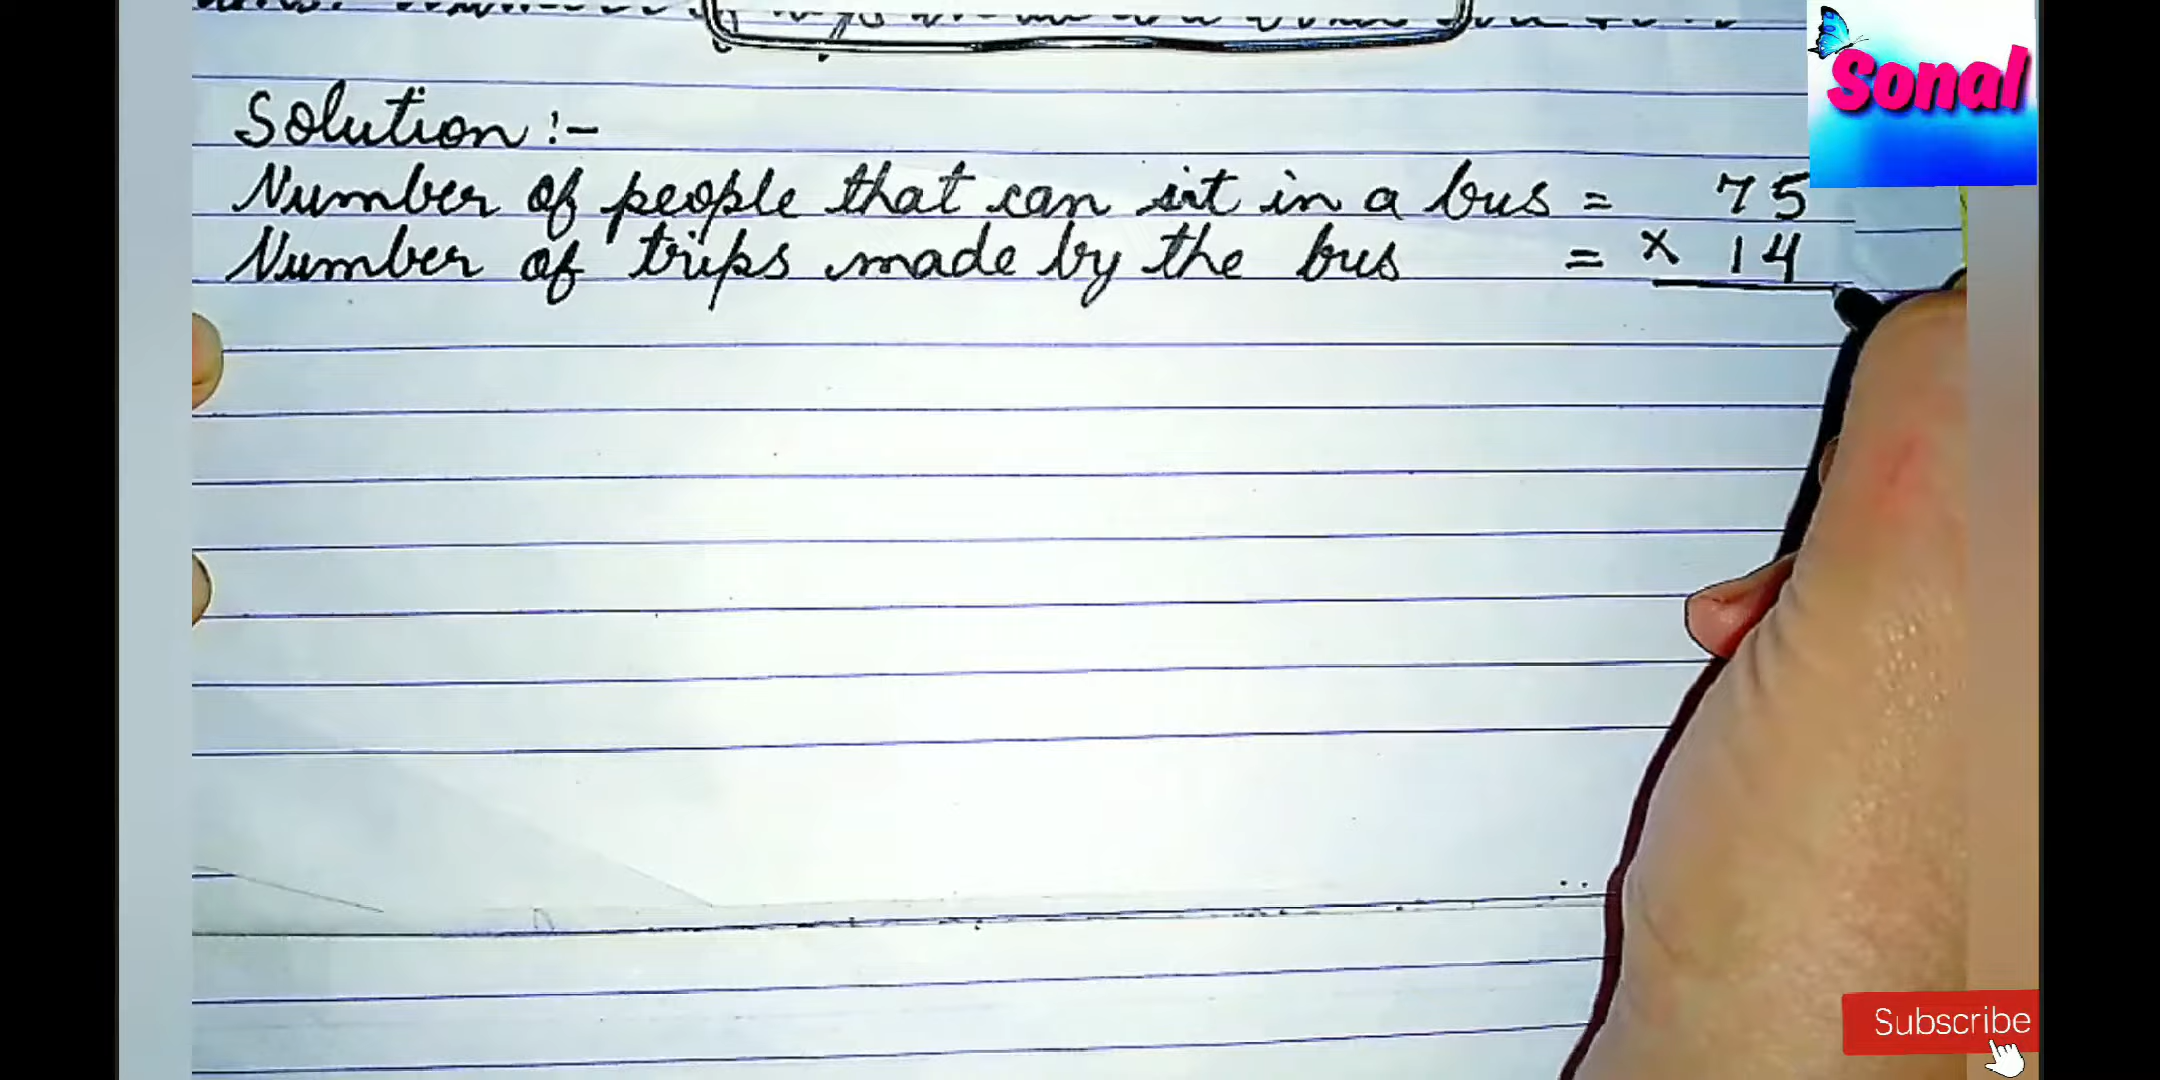 Solution :-
Number of people that can sit in a bus = 75
Number of trips made by the bus = × 14
Sonal
Subscribe